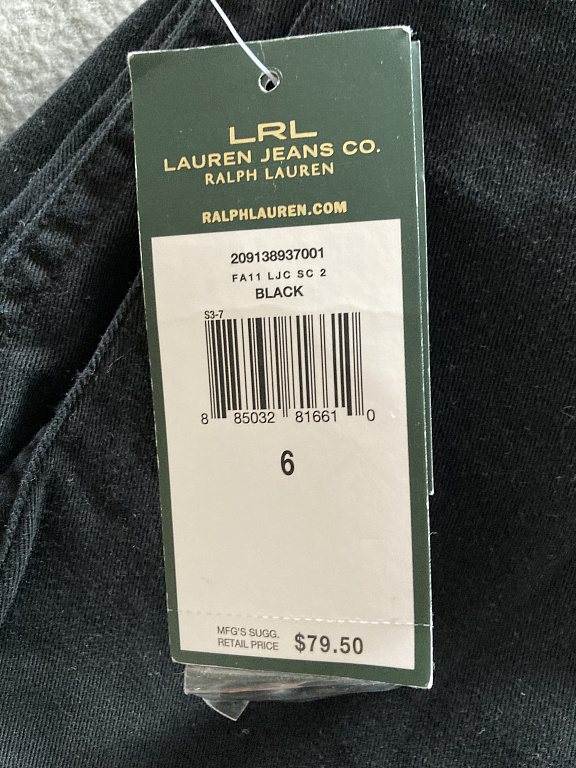 LRL
LAUREN JEANS CO.
RALPH LAUREN
RALPHLAUREN.COM
209138937001
FA11 LJC SC 2
BLACK
S3-7
8 85032 81661 0
6
MFG'S SUGG.
RETAIL PRICE $79.50